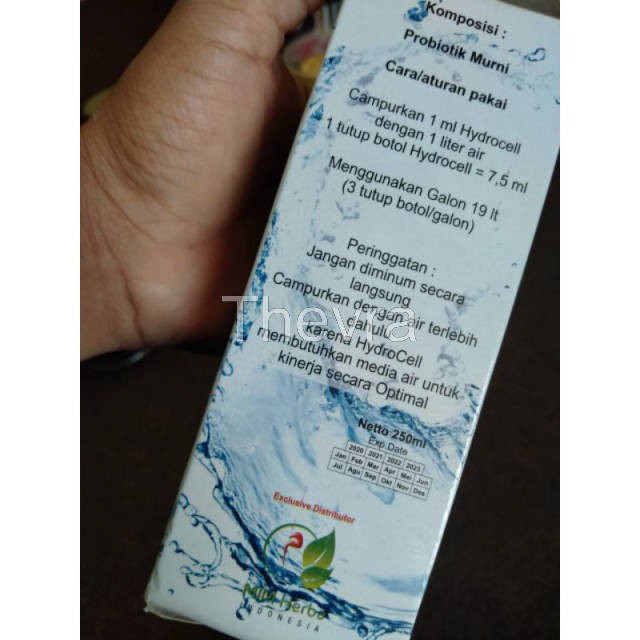 Komposisi :
Probiotik Murni
Cara/aturan pakai
Campurkan 1 ml Hydrocell
dengan 1 liter air
1 tutup botol Hydrocell = 7,5 ml
Menggunakan Galon 19 lt
(3 tutup botol/galon)
Peringgatan :
Jangan diminum secara
langsung
Campurkan dengan air terlebih
dahulu
karena HydroCell
membutuhkan media air untuk
kinerja secara Optimal
Thevra
Netto 250ml
Exp Date
2020 2021 2022 2023
Jan Feb Mar Apr Mei Jun
Jul Agu Sep Okt Nov Des
Exclusive Distributor
Herba
INDONESIA